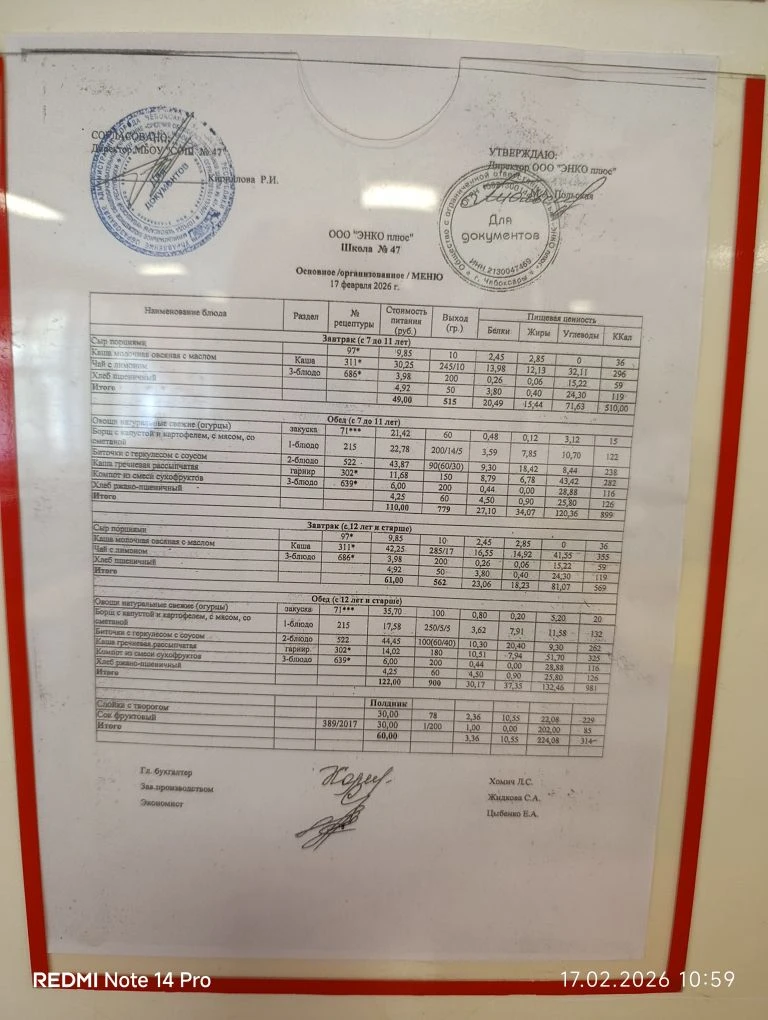 СОГЛАСОВАНО:
Директор МБОУ "СОШ № 47"
Кириллова Р.И.
Для документов
УТВЕРЖДАЮ:
Директор ООО "ЭНКО плюс"
М.В. Польская
Для
документов
Общество с ограниченной ответственностью
ИНН 2130047469
г. Чебоксары
ООО "ЭНКО плюс"
Школа № 47
Основное /организованное / МЕНЮ
17 февраля 2026 г.
Наименование блюда Раздел № рецептуры Стоимость питания (руб.) Выход (гр.) Пищевая ценность
Белки Жиры Углеводы ККал
Завтрак (с 7 до 11 лет)
Сыр порциями 97* 9,85 10 2,45 2,85 0 36
Каша молочная овсяная с маслом Каша 311* 30,25 245/10 13,98 12,13 32,11 296
Чай с лимоном 3-блюдо 686* 3,98 200 0,26 0,06 15,22 59
Хлеб пшеничный 4,92 50 3,80 0,40 24,30 119
Итого 49,00 515 20,49 15,44 71,63 510,00
Обед (с 7 до 11 лет)
Овощи натуральные свежие (огурцы) закуска 71*** 21,42 60 0,48 0,12 3,12 15
Борщ с капустой и картофелем, с мясом, со сметаной 1-блюдо 215 22,78 200/14/5 3,59 7,85 10,70 122
Биточки с геркулесом с соусом 2-блюдо 522 43,87 90(60/30) 9,30 18,42 8,44 238
Каша гречневая рассыпчатая гарнир 302* 11,68 150 8,79 6,78 43,42 282
Компот из смеси сухофруктов 3-блюдо 639* 6,00 200 0,44 0,00 28,88 116
Хлеб ржано-пшеничный 4,25 60 4,50 0,90 25,80 126
Итого 110,00 779 27,10 34,07 120,36 899
Завтрак (с 12 лет и старше)
Сыр порциями 97* 9,85 10 2,45 2,85 0 36
Каша молочная овсяная с маслом Каша 311* 42,25 285/17 16,55 14,92 41,55 355
Чай с лимоном 3-блюдо 686* 3,98 200 0,26 0,06 15,22 59
Хлеб пшеничный 4,92 50 3,80 0,40 24,30 119
Итого 61,00 562 23,06 18,23 81,07 569
Обед (с 12 лет и старше)
Овощи натуральные свежие (огурцы) закуска 71*** 35,70 100 0,80 0,20 5,20 20
Борщ с капустой и картофелем, с мясом, со сметаной 1-блюдо 215 17,58 250/5/5 3,62 7,91 11,58 132
Биточки с геркулесом с соусом 2-блюдо 522 44,45 100(60/40) 10,30 20,40 9,30 262
Каша гречневая рассыпчатая гарнир. 302* 14,02 180 10,51 7,94 51,70 325
Компот из смеси сухофруктов 3-блюдо 639* 6,00 200 0,44 0,00 28,88 116
Хлеб ржано-пшеничный 4,25 60 4,50 0,90 25,80 126
Итого 122,00 900 30,17 37,35 132,46 981
Полдник
Слойка с творогом 30,00 78 2,36 10,55 22,08 229
Сок фруктовый 389/2017 30,00 1/200 1,00 0,00 202,00 85
Итого 60,00 3,36 10,55 224,08 314
Гл. бухгалтер Хомич Л.С.
Зав.производством Жидкова С.А.
Экономист Цыбенко Е.А.
REDMI Note 14 Pro 17.02.2026 10:59